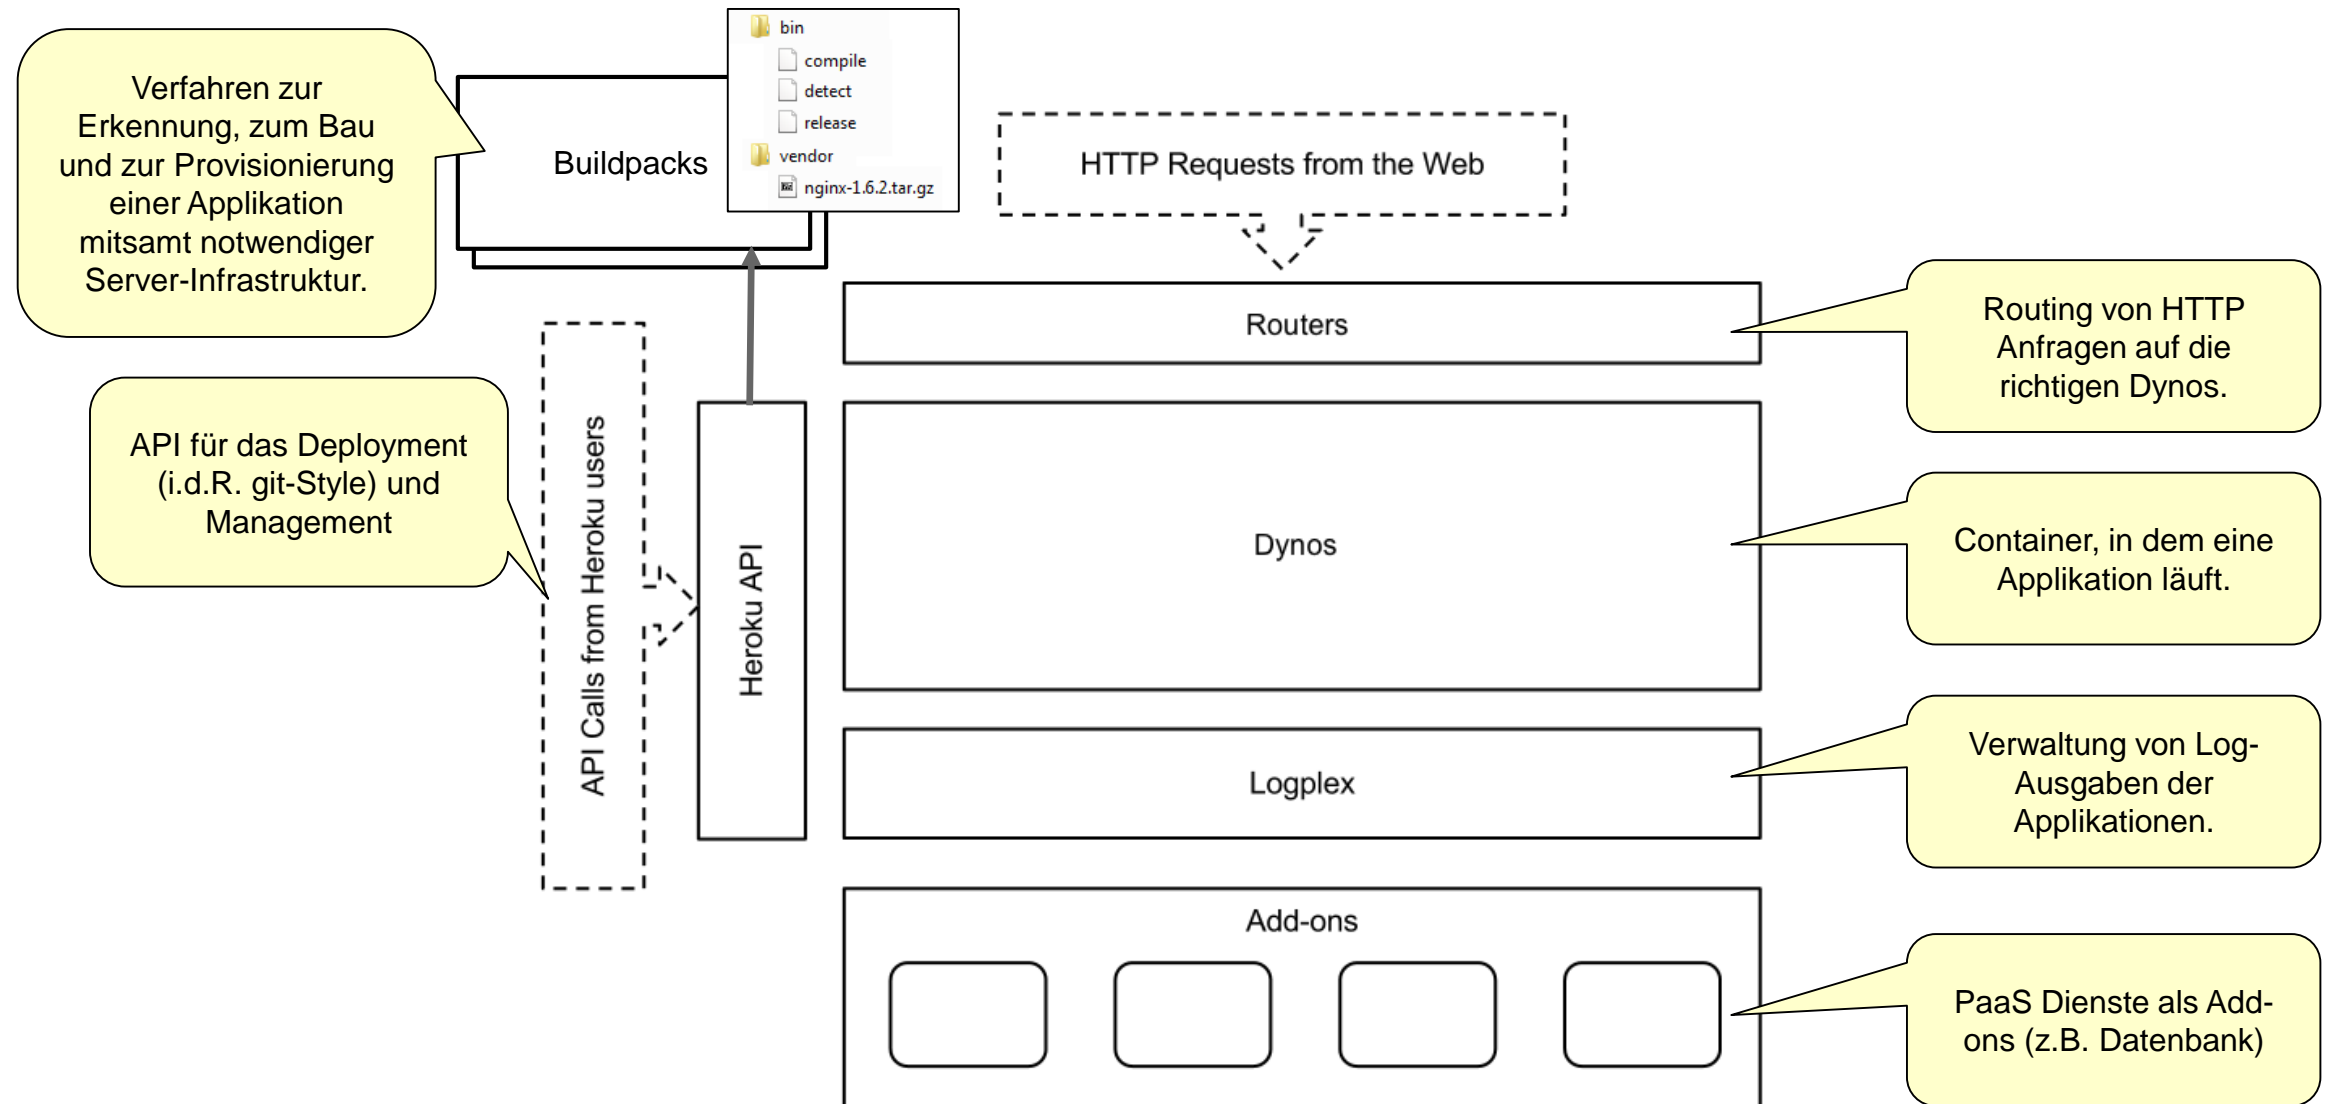 Verfahren zur
Erkennung, zum Bau
und zur Provisionierung
einer Applikation
mitsamt notwendiger
Server-Infrastruktur.
Buildpacks
bin
compile
detect
release
vendor
nginx-1.6.2.tar.gz
HTTP Requests from the Web
Routers
Routing von HTTP
Anfragen auf die
richtigen Dynos.
API für das Deployment
(i.d.R. git-Style) und
Management
API Calls from Heroku users
Heroku API
Dynos
Container, in dem eine
Applikation läuft.
Logplex
Verwaltung von Log-
Ausgaben der
Applikationen.
Add-ons
PaaS Dienste als Add-
ons (z.B. Datenbank)